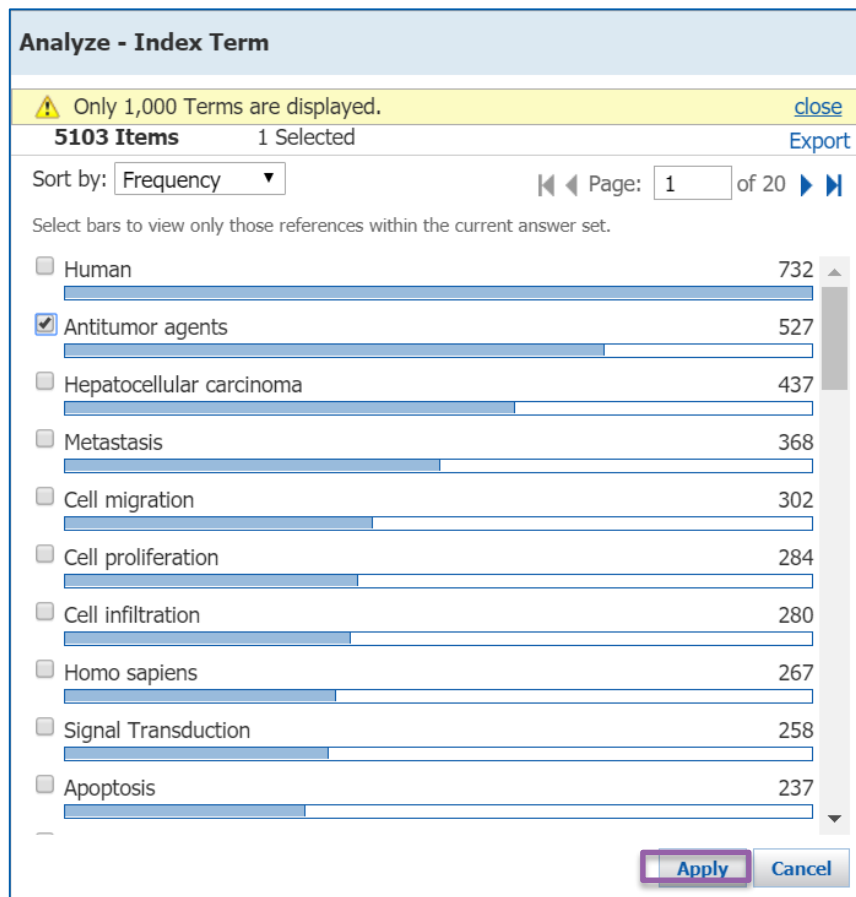 Analyze - Index Term
Only 1,000 Terms are displayed. close
5103 Items 1 Selected Export
Sort by: Frequency Page: 1 of 20
Select bars to view only those references within the current answer set.
Human 732
Antitumor agents 527
Hepatocellular carcinoma 437
Metastasis 368
Cell migration 302
Cell proliferation 284
Cell infiltration 280
Homo sapiens 267
Signal Transduction 258
Apoptosis 237
Apply Cancel